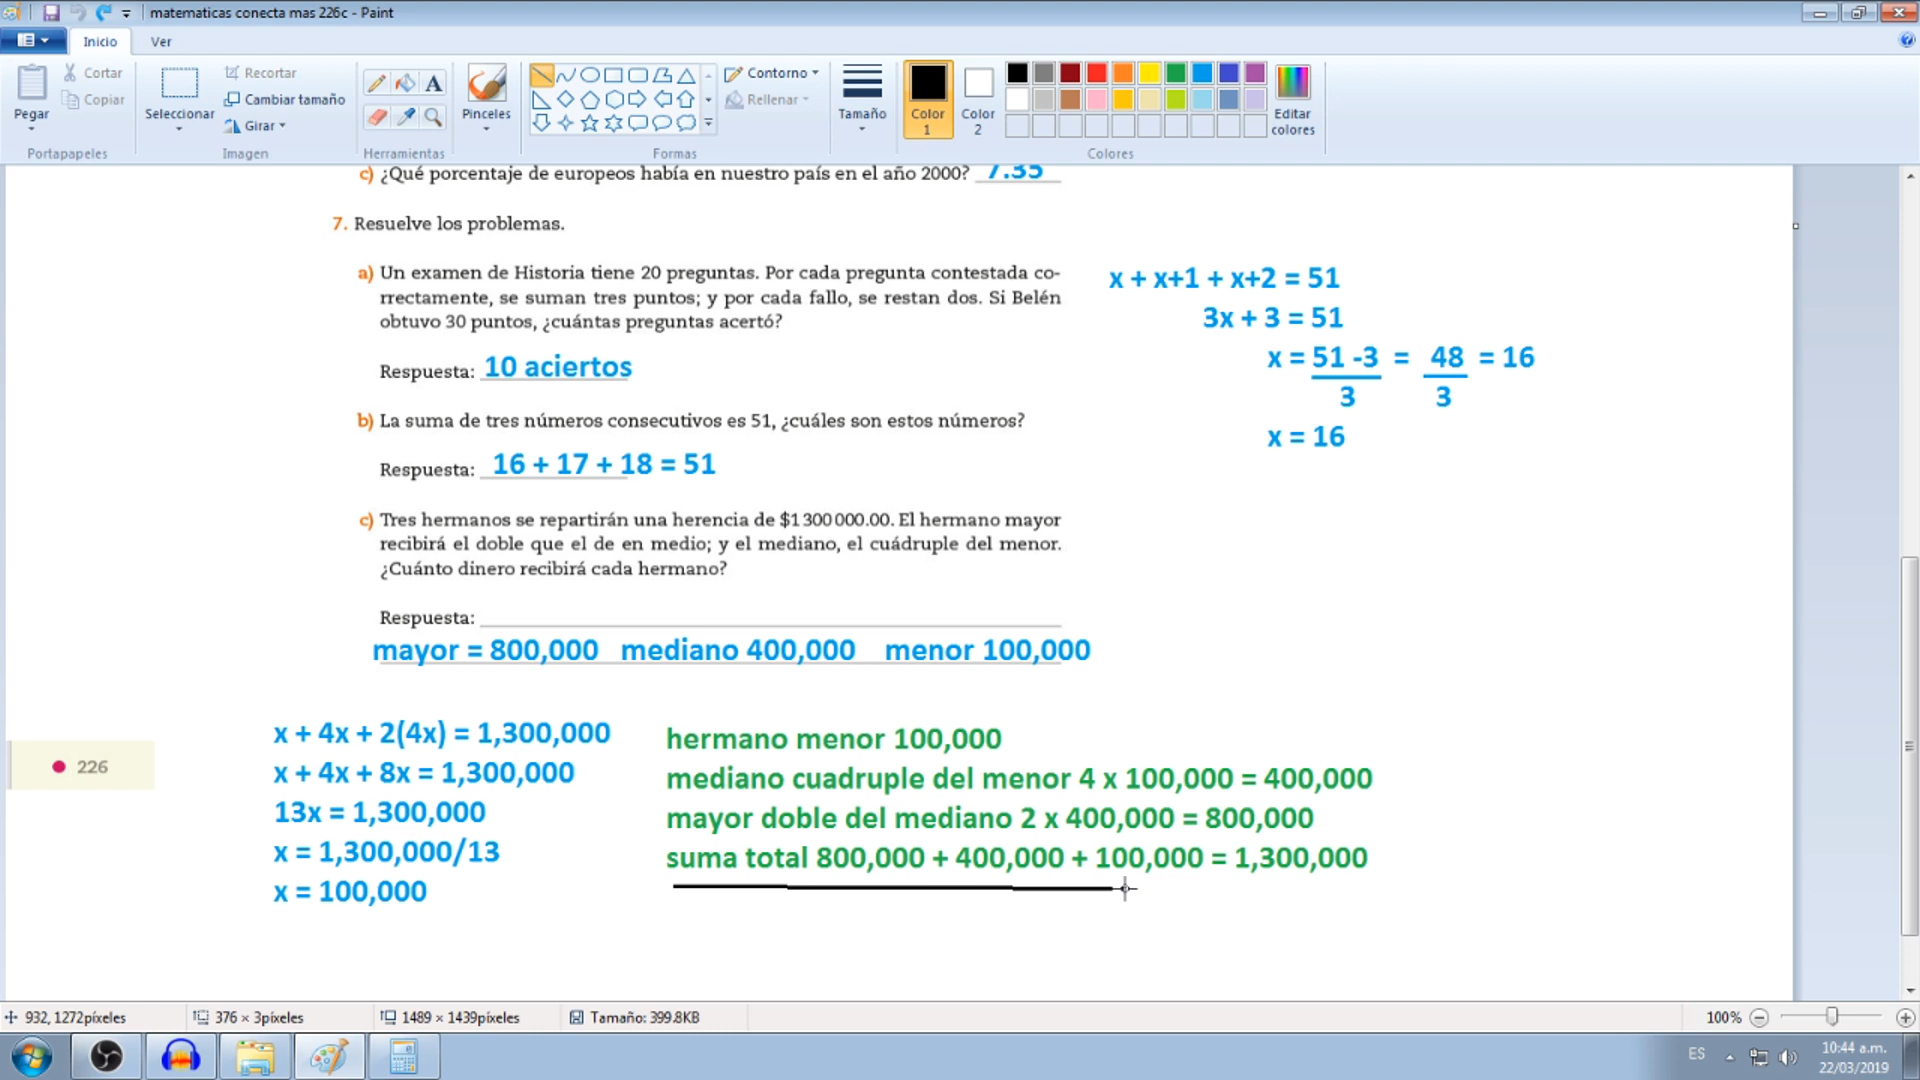 matematicas conecta mas 226c - Paint
Inicio
Ver
Pegar
Cortar
Copiar
Portapapeles
Seleccionar
Recortar
Cambiar tamaño
Girar
Imagen
A
Herramientas
Pinceles
Contorno
Rellenar
Formas
Tamaño
Color 1
Color 2
Editar colores
Colores
c) ¿Qué porcentaje de europeos había en nuestro país en el año 2000? 7.35
7. Resuelve los problemas.
a) Un examen de Historia tiene 20 preguntas. Por cada pregunta contestada co-
rrectamente, se suman tres puntos; y por cada fallo, se restan dos. Si Belén
obtuvo 30 puntos, ¿cuántas preguntas acertó?
Respuesta: 10 aciertos
b) La suma de tres números consecutivos es 51, ¿cuáles son estos números?
Respuesta: 16 + 17 + 18 = 51
c) Tres hermanos se repartirán una herencia de $1 300 000.00. El hermano mayor
recibirá el doble que el de en medio; y el mediano, el cuádruple del menor.
¿Cuánto dinero recibirá cada hermano?
Respuesta:
mayor = 800,000 mediano 400,000 menor 100,000
x + x+1 + x+2 = 51
3x + 3 = 51
x = 51 -3 = 48 = 16
3 3
x = 16
x + 4x + 2(4x) = 1,300,000
x + 4x + 8x = 1,300,000
13x = 1,300,000
x = 1,300,000/13
x = 100,000
226
hermano menor 100,000
mediano cuadruple del menor 4 x 100,000 = 400,000
mayor doble del mediano 2 x 400,000 = 800,000
suma total 800,000 + 400,000 + 100,000 = 1,300,000
932, 1272píxeles
376 × 3píxeles
1489 × 1439píxeles
Tamaño: 399.8KB
100%
ES
10:44 a.m.
22/03/2019